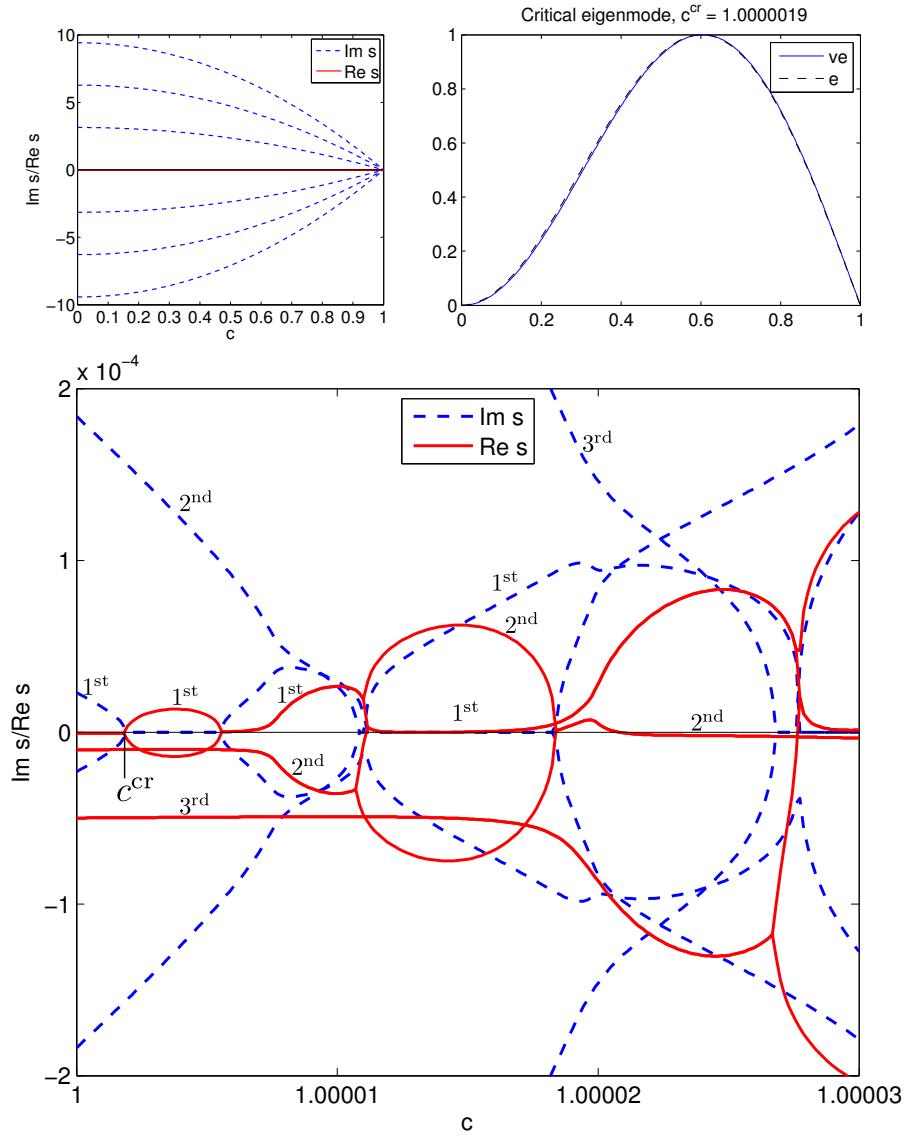 10
5
0
−5
−10
Im s/Re s
Im s
Re s
0 0.1 0.2 0.3 0.4 0.5 0.6 0.7 0.8 0.9 1
c
Critical eigenmode, c^cr = 1.0000019
1
0.8
0.6
0.4
0.2
0
ve
e
0 0.2 0.4 0.6 0.8 1
x 10^−4
2
1
0
−1
−2
Im s/Re s
Im s
Re s
3^rd
2^nd
1^st
2^nd
1^st
1^st
1^st
1^st
2^nd
2^nd
c^cr
3^rd
1 1.00001 1.00002 1.00003
c